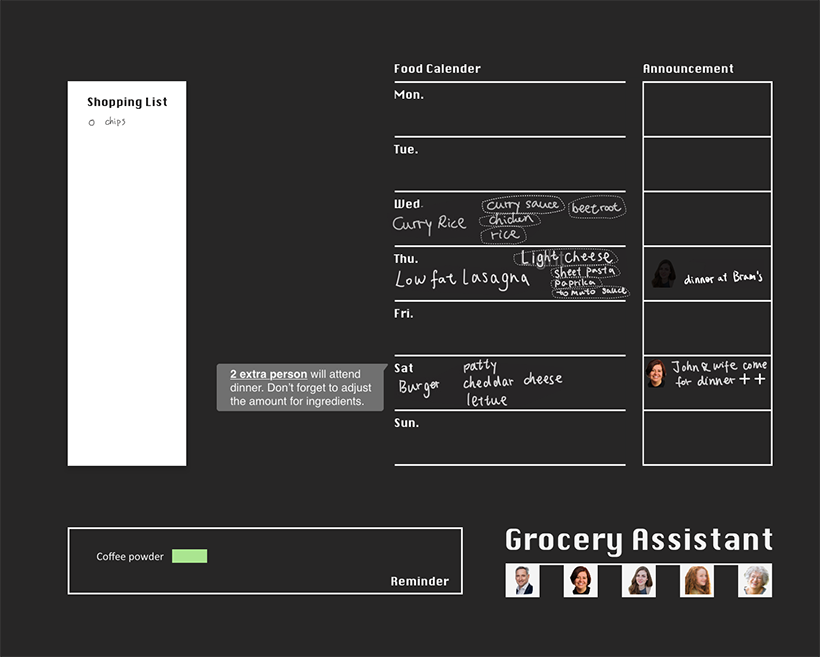 Food Calender
Announcement
Shopping List
o chips
Mon.
Tue.
Wed.
Curry Rice
curry sauce
beetroot
chicken
rice
Thu.
Low fat lasagna
Light Cheese
sheet pasta
paprika
tomato sauce
dinner at Bram's
Fri.
2 extra person will attend
dinner. Don't forget to adjust
the amount for ingredients.
Sat
Burger
patty
cheddar cheese
lettue
John & wife come
for dinner ++
Sun.
Coffee powder
Reminder
Grocery Assistant